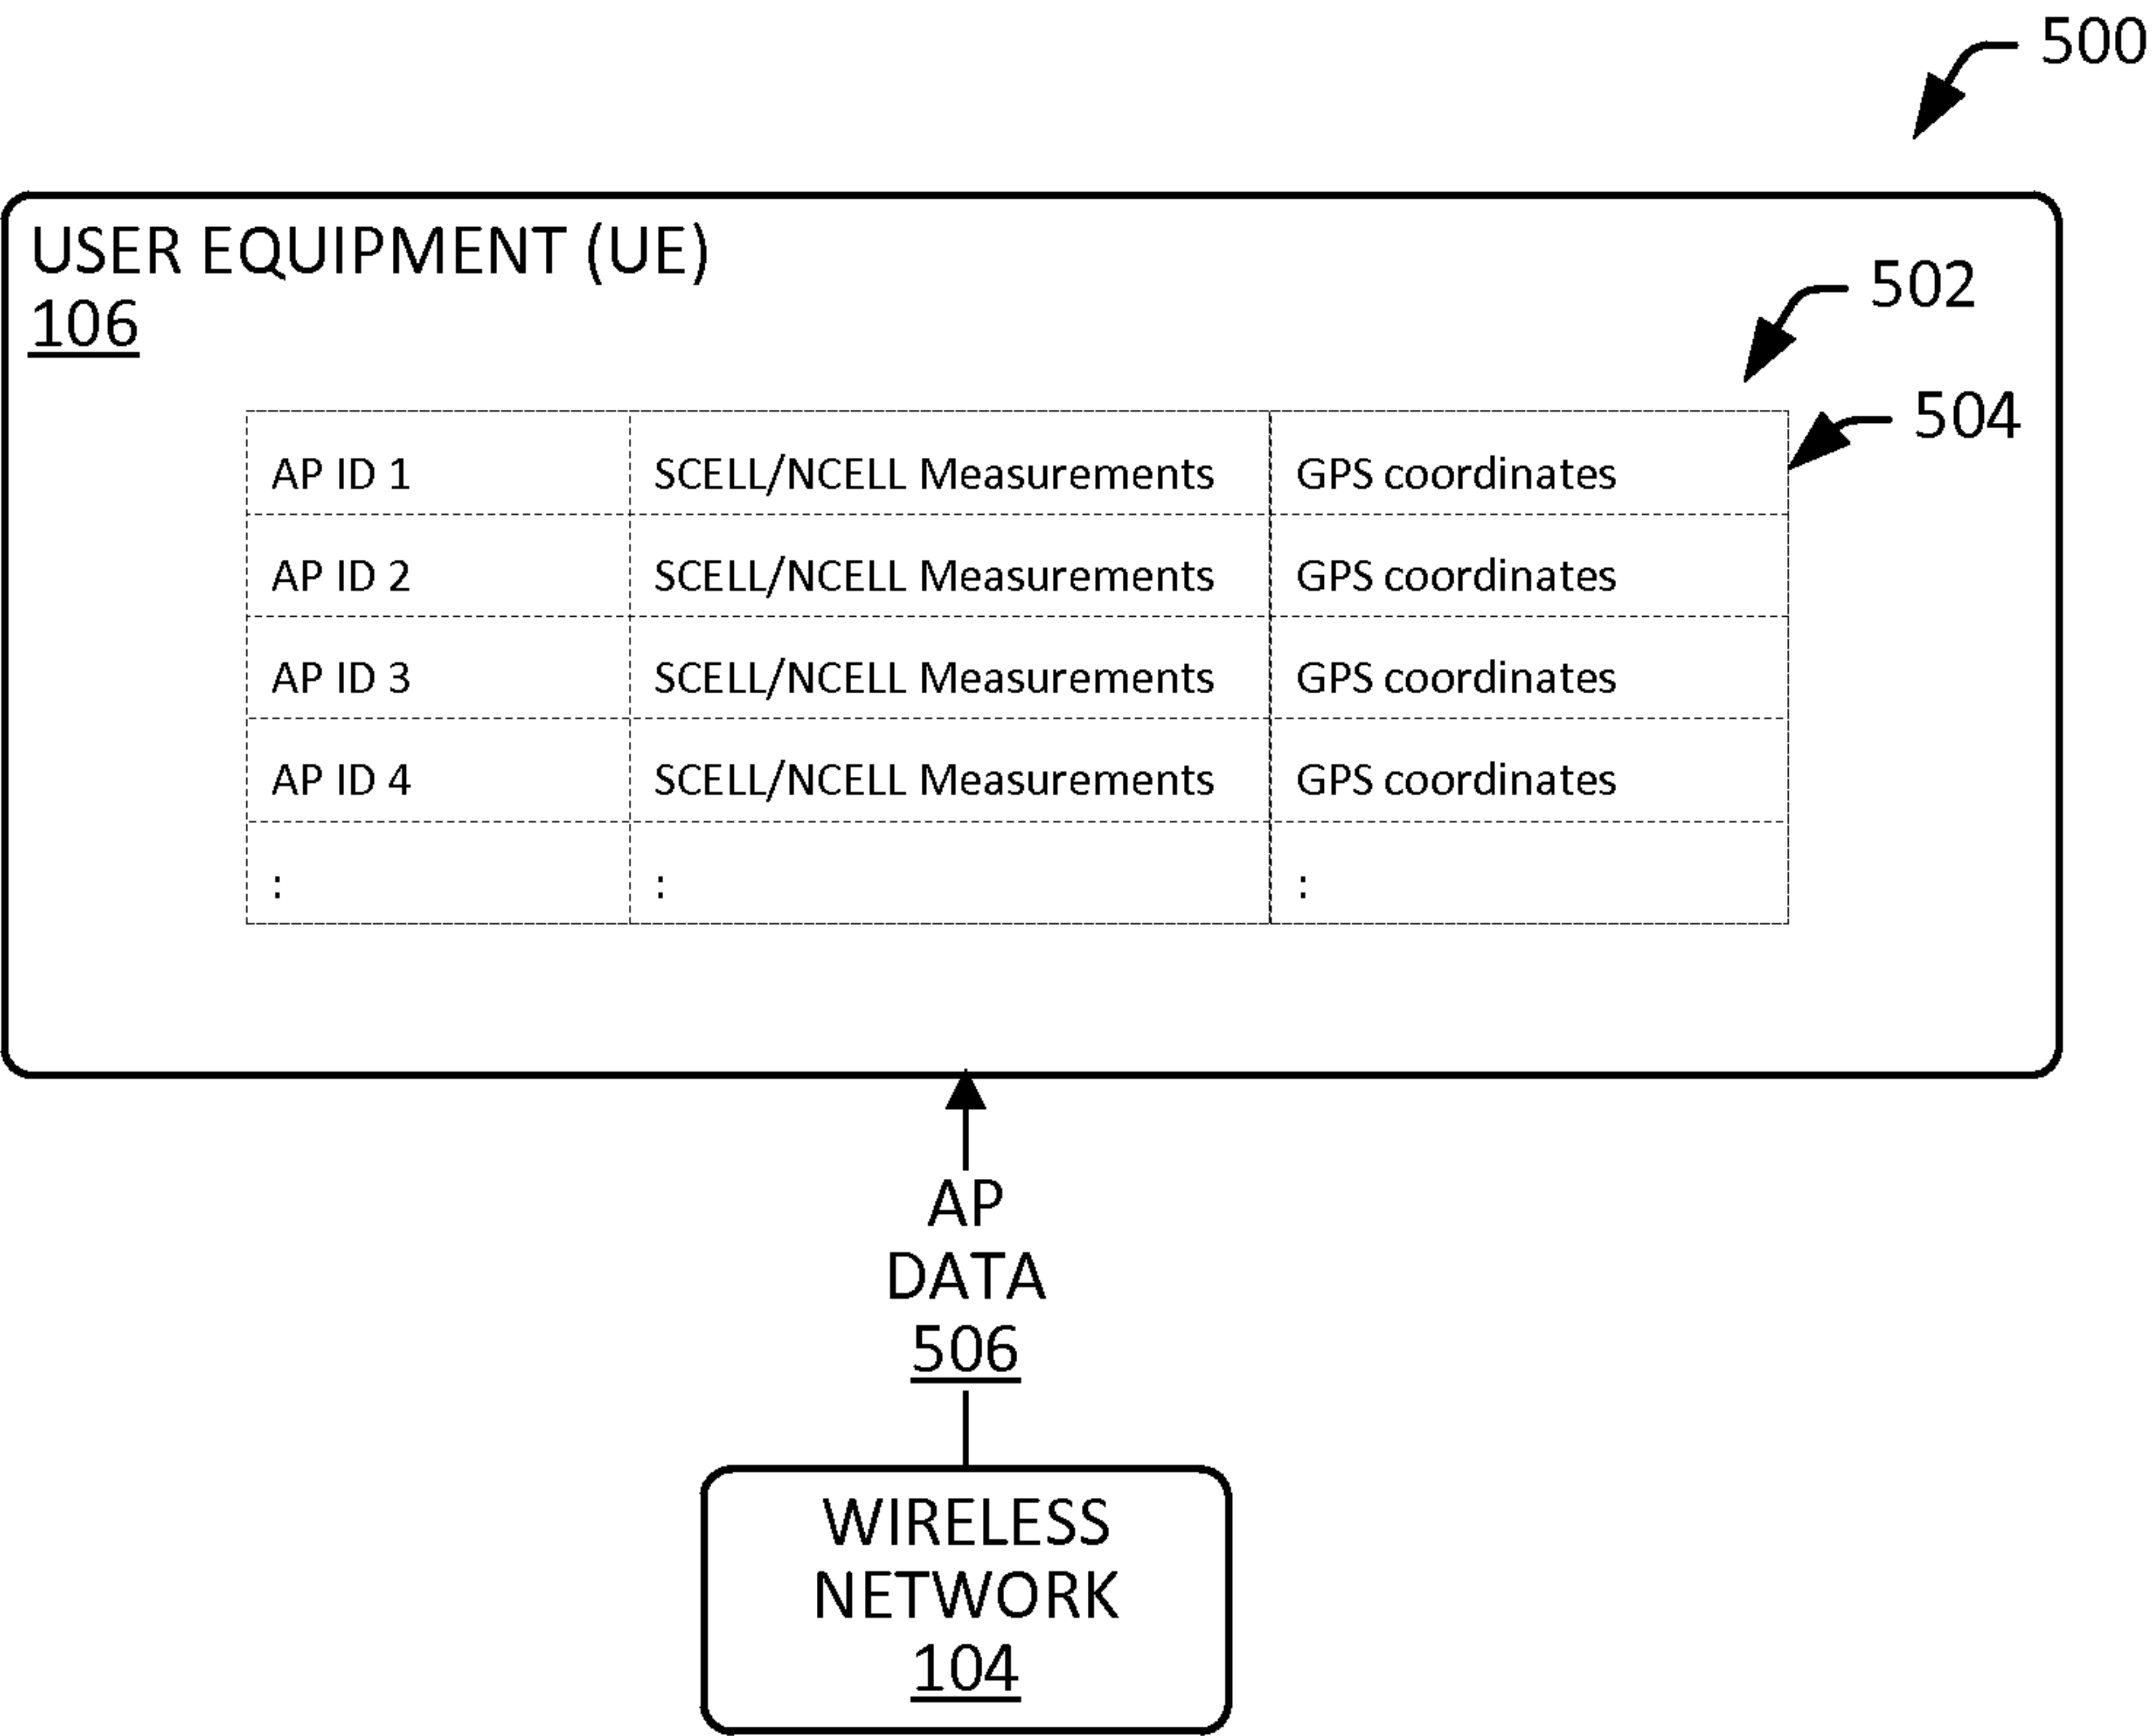 500
USER EQUIPMENT (UE)
106
502
504
AP ID 1 SCELL/NCELL Measurements GPS coordinates
AP ID 2 SCELL/NCELL Measurements GPS coordinates
AP ID 3 SCELL/NCELL Measurements GPS coordinates
AP ID 4 SCELL/NCELL Measurements GPS coordinates
: : :
AP
DATA
506
WIRELESS
NETWORK
104